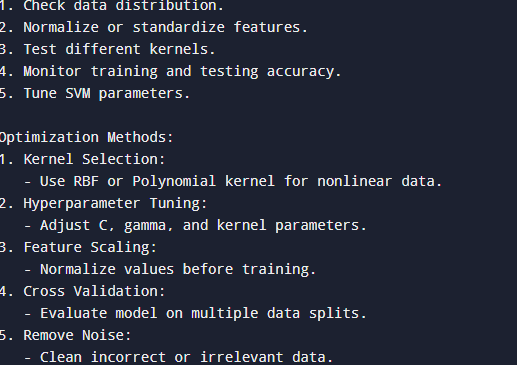 1. Check data distribution.
2. Normalize or standardize features.
3. Test different kernels.
4. Monitor training and testing accuracy.
5. Tune SVM parameters.

Optimization Methods:
1. Kernel Selection:
   - Use RBF or Polynomial kernel for nonlinear data.
2. Hyperparameter Tuning:
   - Adjust C, gamma, and kernel parameters.
3. Feature Scaling:
   - Normalize values before training.
4. Cross Validation:
   - Evaluate model on multiple data splits.
5. Remove Noise:
   - Clean incorrect or irrelevant data.